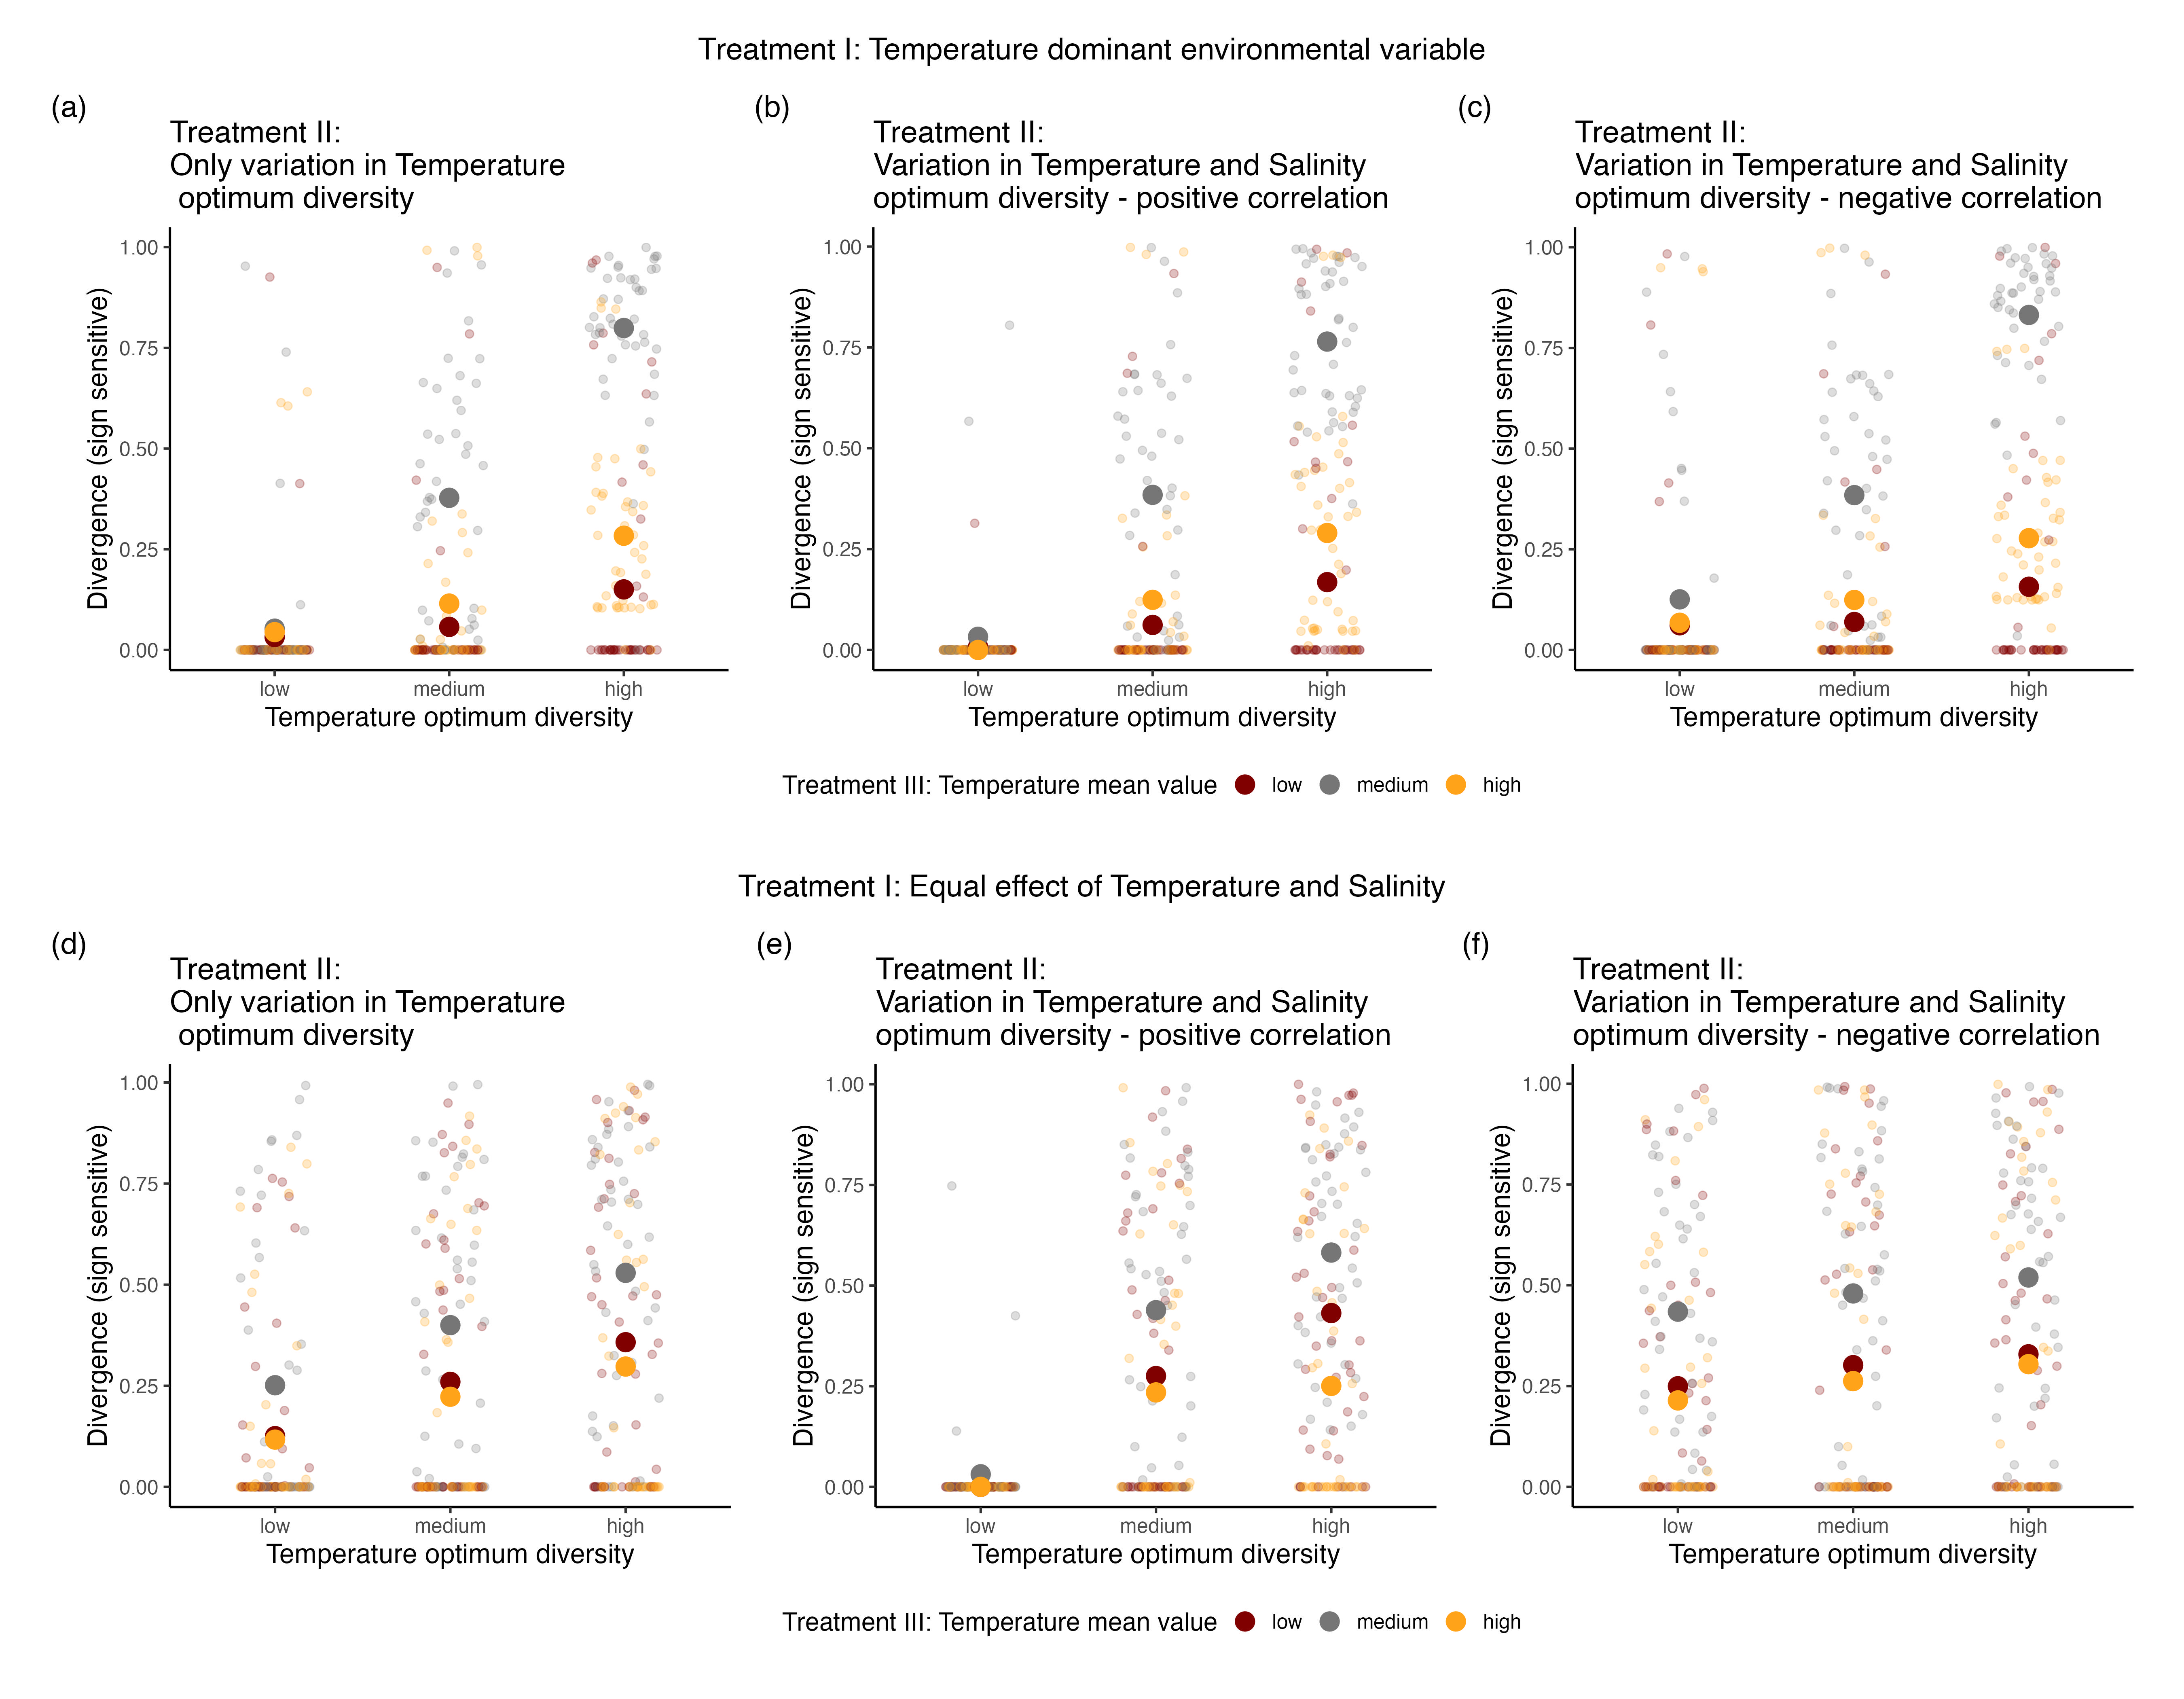 Treatment I: Temperature dominant environmental variable
(a)
Treatment II:
Only variation in Temperature
optimum diversity
Divergence (sign sensitive)
1.00
0.75
0.50
0.25
0.00
low medium high
Temperature optimum diversity
(b)
Treatment II:
Variation in Temperature and Salinity
optimum diversity - positive correlation
Divergence (sign sensitive)
1.00
0.75
0.50
0.25
0.00
low medium high
Temperature optimum diversity
(c)
Treatment II:
Variation in Temperature and Salinity
optimum diversity - negative correlation
Divergence (sign sensitive)
1.00
0.75
0.50
0.25
0.00
low medium high
Temperature optimum diversity
Treatment III: Temperature mean value low medium high
Treatment I: Equal effect of Temperature and Salinity
(d)
Treatment II:
Only variation in Temperature
optimum diversity
Divergence (sign sensitive)
1.00
0.75
0.50
0.25
0.00
low medium high
Temperature optimum diversity
(e)
Treatment II:
Variation in Temperature and Salinity
optimum diversity - positive correlation
Divergence (sign sensitive)
1.00
0.75
0.50
0.25
0.00
low medium high
Temperature optimum diversity
(f)
Treatment II:
Variation in Temperature and Salinity
optimum diversity - negative correlation
Divergence (sign sensitive)
1.00
0.75
0.50
0.25
0.00
low medium high
Temperature optimum diversity
Treatment III: Temperature mean value low medium high